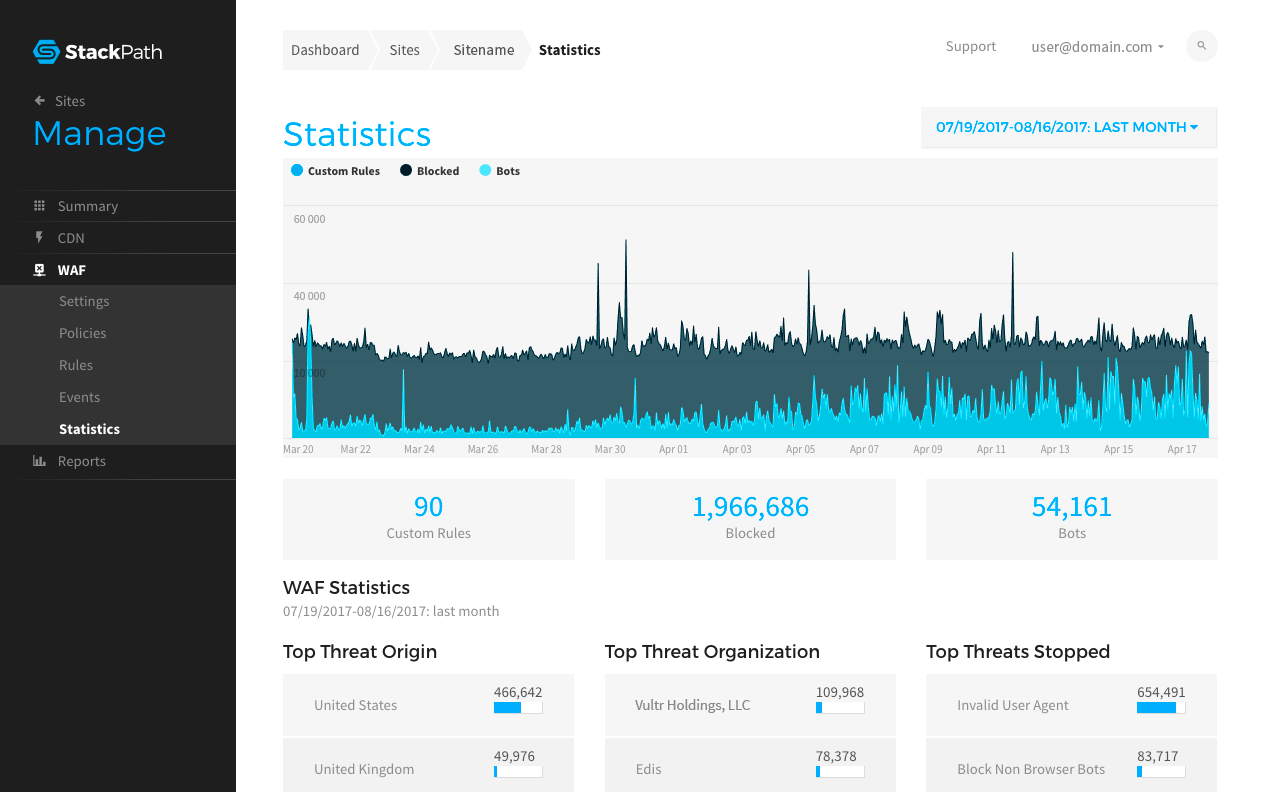 StackPath
Sites
Manage
Summary
CDN
WAF
Settings
Policies
Rules
Events
Statistics
Reports
Dashboard Sites Sitename Statistics
Support user@domain.com
Statistics
07/19/2017-08/16/2017: LAST MONTH
Custom Rules Blocked Bots
60 000
40 000
10 000
Mar 20 Mar 22 Mar 24 Mar 26 Mar 28 Mar 30 Apr 01 Apr 03 Apr 05 Apr 07 Apr 09 Apr 11 Apr 13 Apr 15 Apr 17
90
Custom Rules
1,966,686
Blocked
54,161
Bots
WAF Statistics
07/19/2017-08/16/2017: last month
Top Threat Origin
United States 466,642
United Kingdom 49,976
Top Threat Organization
Vultr Holdings, LLC 109,968
Edis 78,378
Top Threats Stopped
Invalid User Agent 654,491
Block Non Browser Bots 83,717